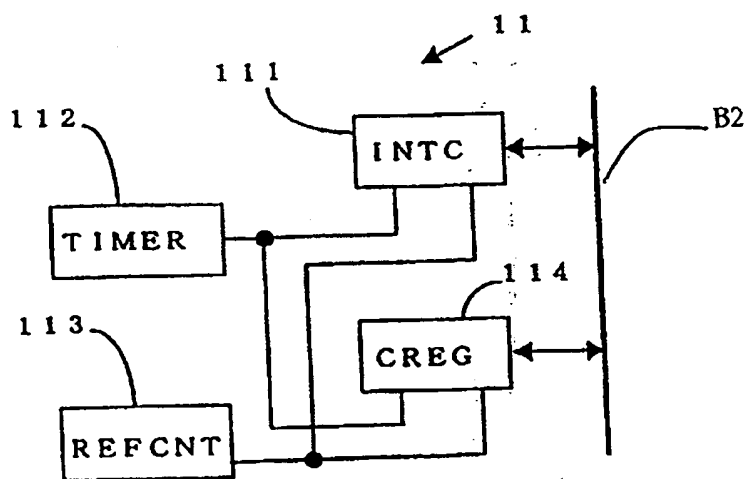 11
111
112
INTC
B2
TIMER
114
113
CREG
REFCNT